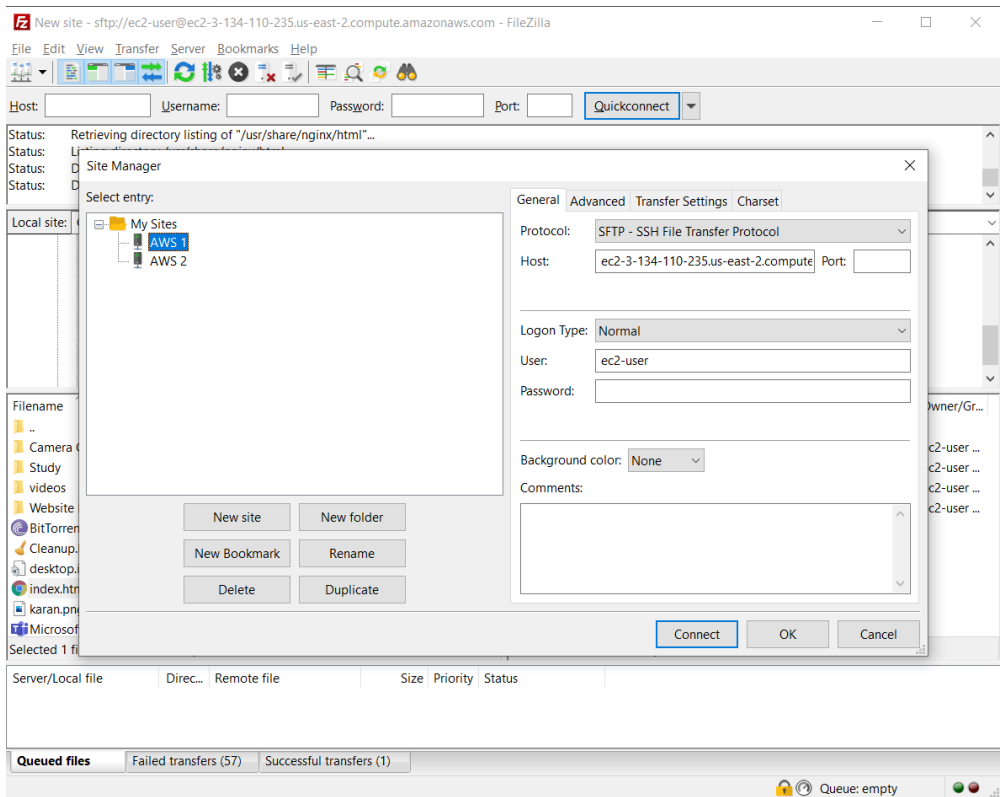 New site - sftp://ec2-user@ec2-3-134-110-235.us-east-2.compute.amazonaws.com - FileZilla
File Edit View Transfer Server Bookmarks Help
Host: Username: Password: Port: Quickconnect
Status: Retrieving directory listing of "/usr/share/nginx/html"...
Status:
Status: D
Status: D
Local site:
Site Manager
Select entry:
My Sites
AWS 1
AWS 2
New site New folder
New Bookmark Rename
Delete Duplicate
General Advanced Transfer Settings Charset
Protocol: SFTP - SSH File Transfer Protocol
Host: ec2-3-134-110-235.us-east-2.compute Port:
Logon Type: Normal
User: ec2-user
Password:
Background color: None
Comments:
Connect OK Cancel
Filename
..
Camera
Study
videos
Website
BitTorren
Cleanup.i
desktop.i
index.htm
karan.png
Microsof
Selected 1 fi
Owner/Gr...
ec2-user ...
ec2-user ...
ec2-user ...
ec2-user ...
Server/Local file Direc... Remote file Size Priority Status
Queued files Failed transfers (57) Successful transfers (1)
Queue: empty